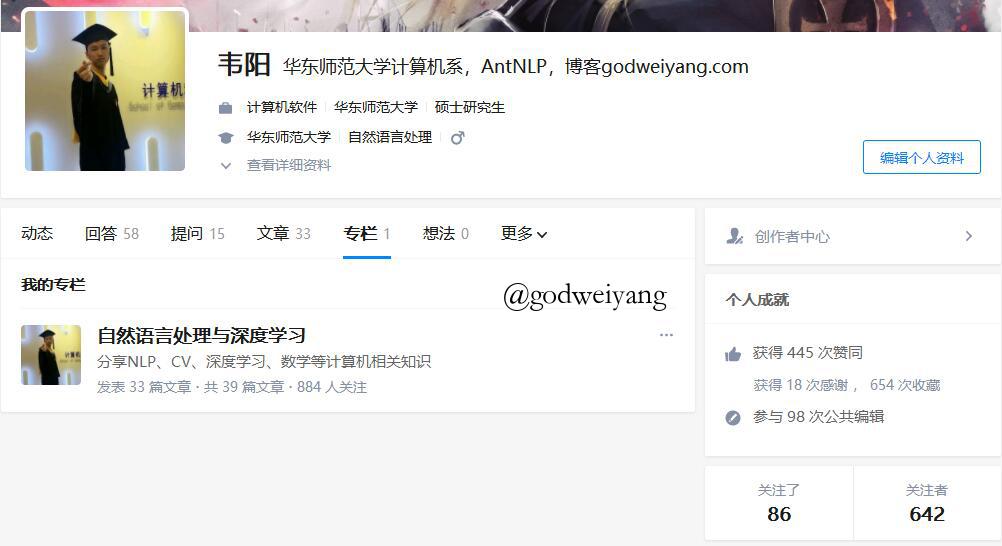 韦阳 华东师范大学计算机系，AntNLP，博客godweiyang.com
计算机软件 华东师范大学 硕士研究生
华东师范大学 自然语言处理
查看详细资料
编辑个人资料
动态 回答 58 提问 15 文章 33 专栏 1 想法 0 更多
我的专栏
@godweiyang
自然语言处理与深度学习
分享NLP、CV、深度学习、数学等计算机相关知识
发表 33 篇文章 · 共 39 篇文章 · 884 人关注
创作者中心
个人成就
获得 445 次赞同
获得 18 次感谢 ， 654 次收藏
参与 98 次公共编辑
关注了 关注者
86 642